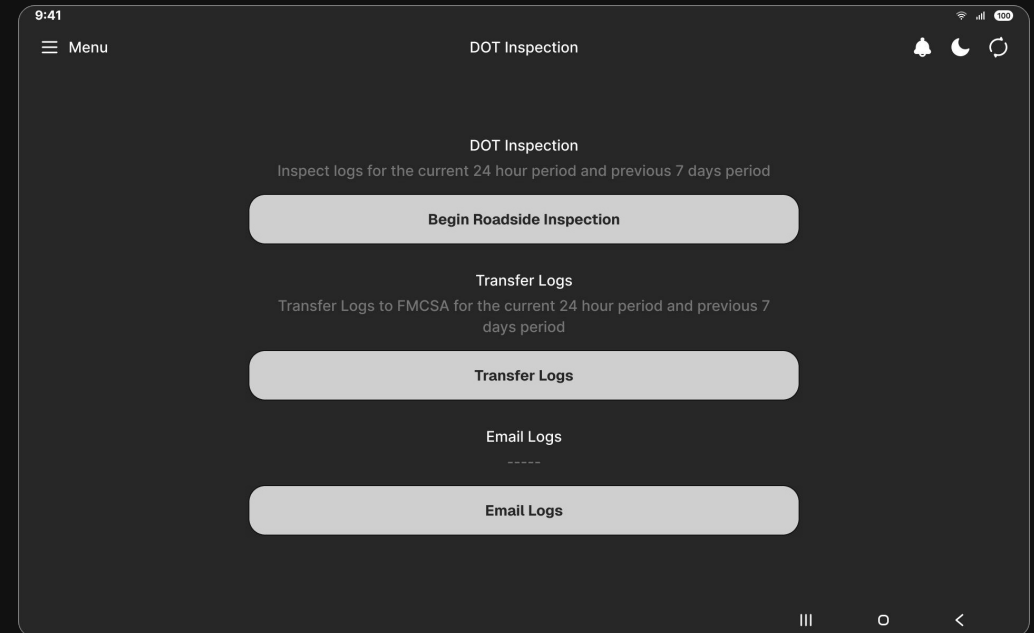 9:41
100
Menu
DOT Inspection
DOT Inspection
Inspect logs for the current 24 hour period and previous 7 days period
Begin Roadside Inspection
Transfer Logs
Transfer Logs to FMCSA for the current 24 hour period and previous 7
days period
Transfer Logs
Email Logs
-----
Email Logs